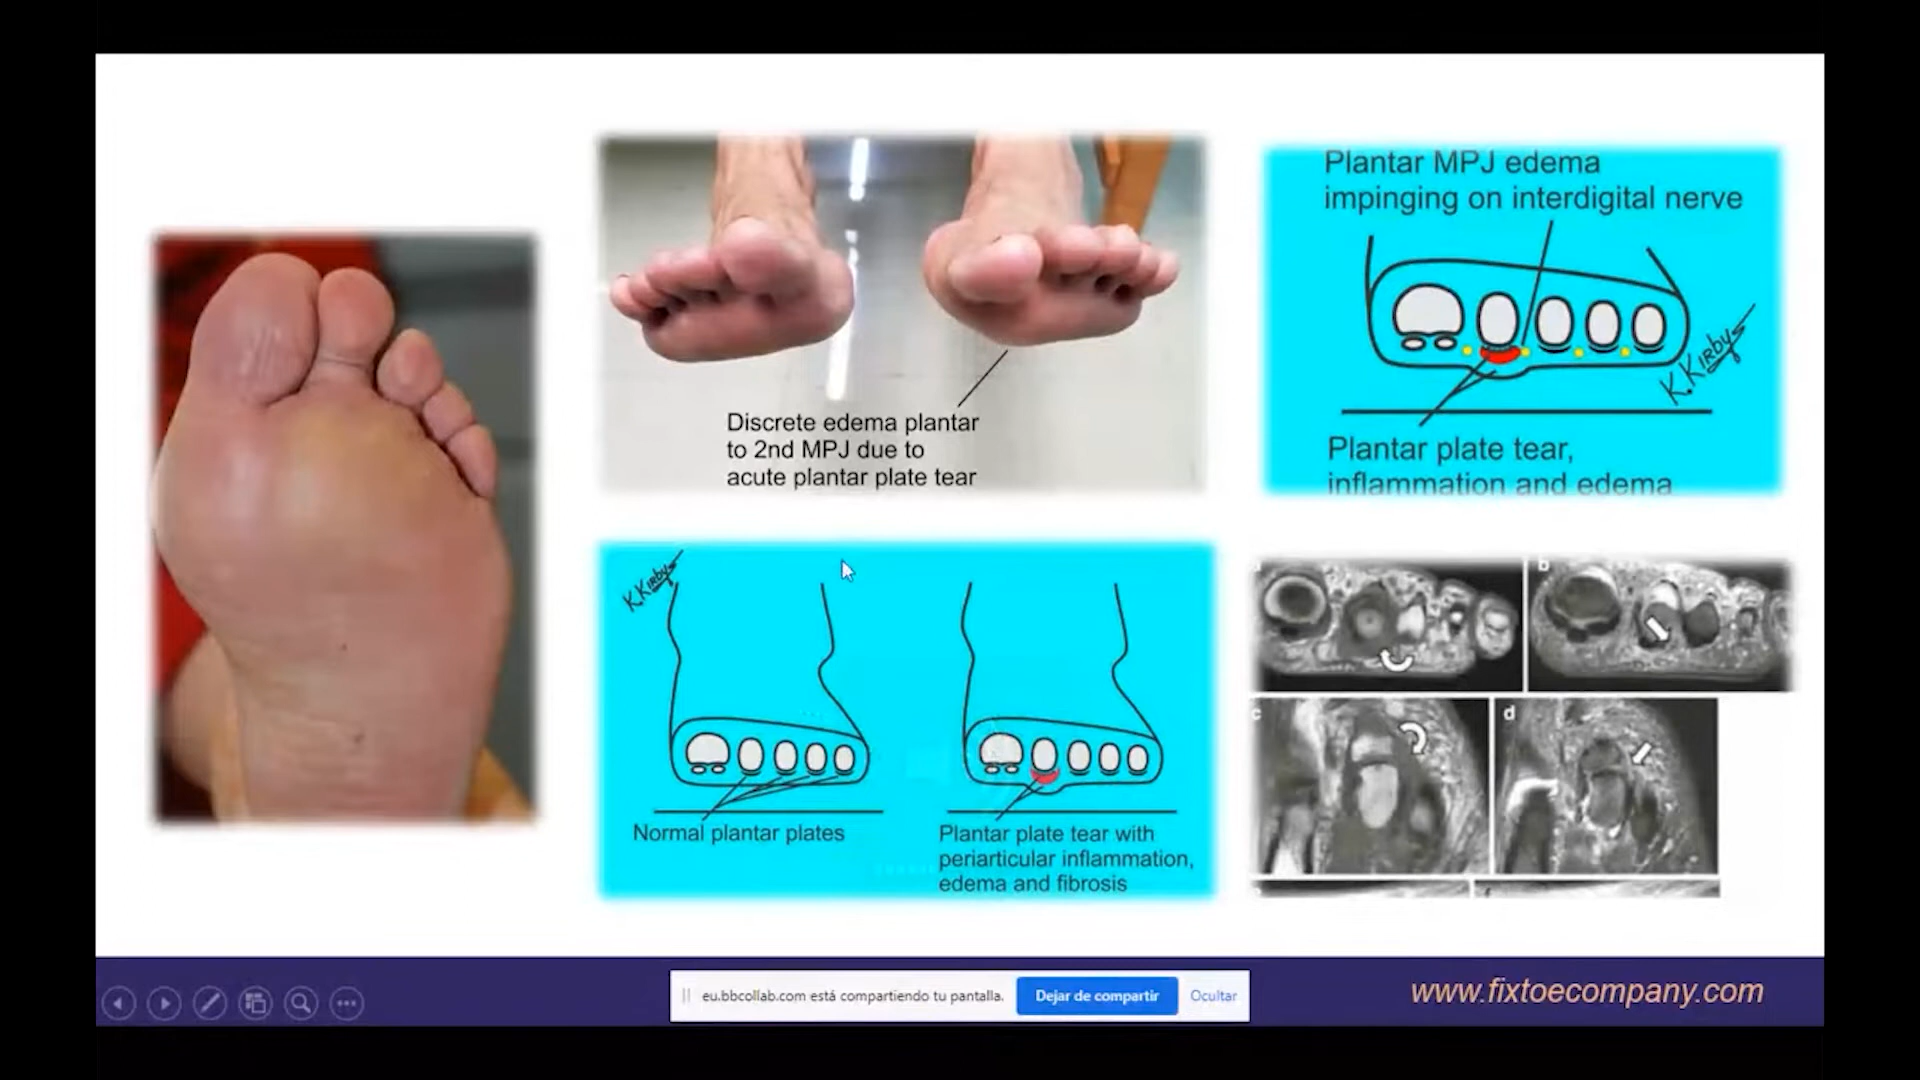 Discrete edema plantar
to 2nd MPJ due to
acute plantar plate tear
Plantar MPJ edema
impinging on interdigital nerve
K.Kirby
Plantar plate tear,
inflammation and edema
K.Kirby
Normal plantar plates
Plantar plate tear with
periarticular inflammation,
edema and fibrosis
b
c
d
eu.bbcollab.com está compartiendo tu pantalla.
Dejar de compartir
Ocultar
www.fixtoecompany.com